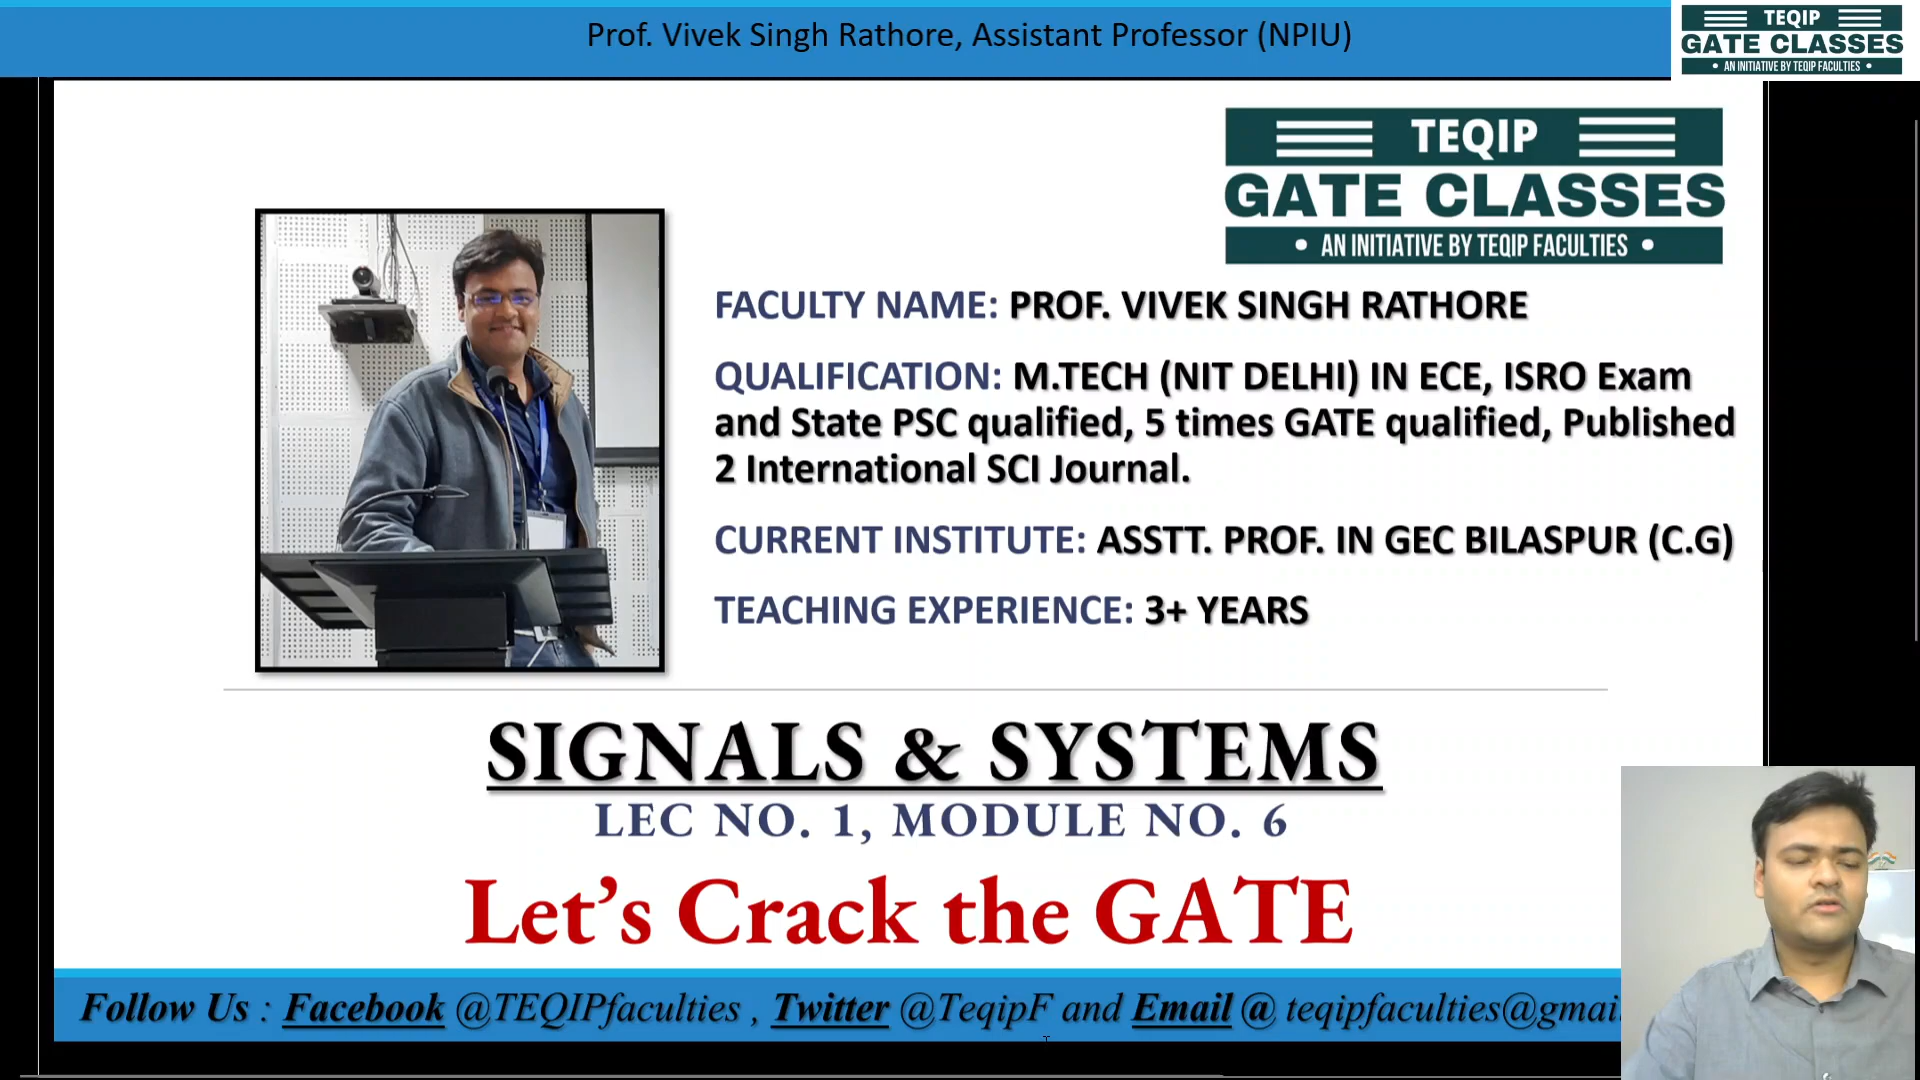 Prof. Vivek Singh Rathore, Assistant Professor (NPIU)
TEQIP
GATE CLASSES
• AN INITIATIVE BY TEQIP FACULTIES •
TEQIP
GATE CLASSES
• AN INITIATIVE BY TEQIP FACULTIES •
FACULTY NAME: PROF. VIVEK SINGH RATHORE
QUALIFICATION: M.TECH (NIT DELHI) IN ECE, ISRO Exam
and State PSC qualified, 5 times GATE qualified, Published
2 International SCI Journal.
CURRENT INSTITUTE: ASSTT. PROF. IN GEC BILASPUR (C.G)
TEACHING EXPERIENCE: 3+ YEARS
SIGNALS & SYSTEMS
LEC NO. 1, MODULE NO. 6
Let's Crack the GATE
Follow Us : Facebook @TEQIPfaculties , Twitter @TeqipF and Email @ teqipfaculties@gmai